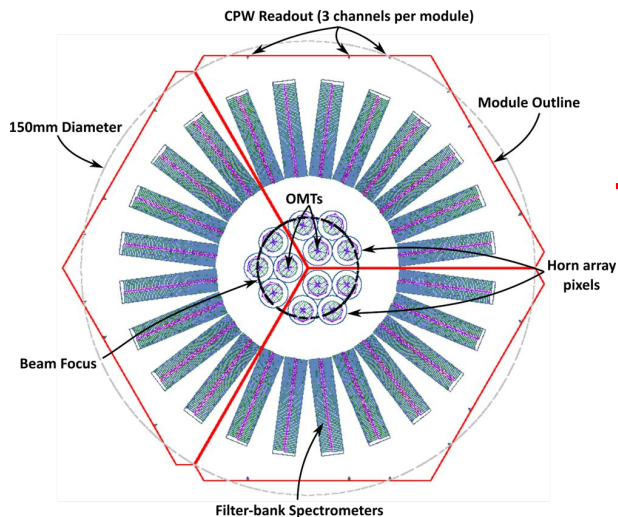 CPW Readout (3 channels per module)
150mm Diameter
Module Outline
OMTs
Horn array
pixels
Beam Focus
Filter-bank Spectrometers